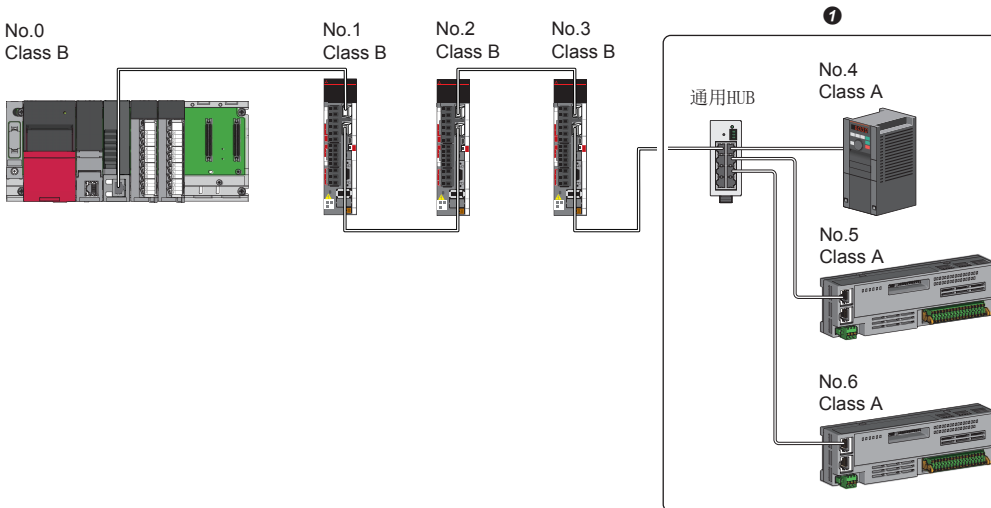 ❶
No.0
Class B
No.1
Class B
No.2
Class B
No.3
Class B
No.4
Class A
通用HUB
No.5
Class A
No.6
Class A